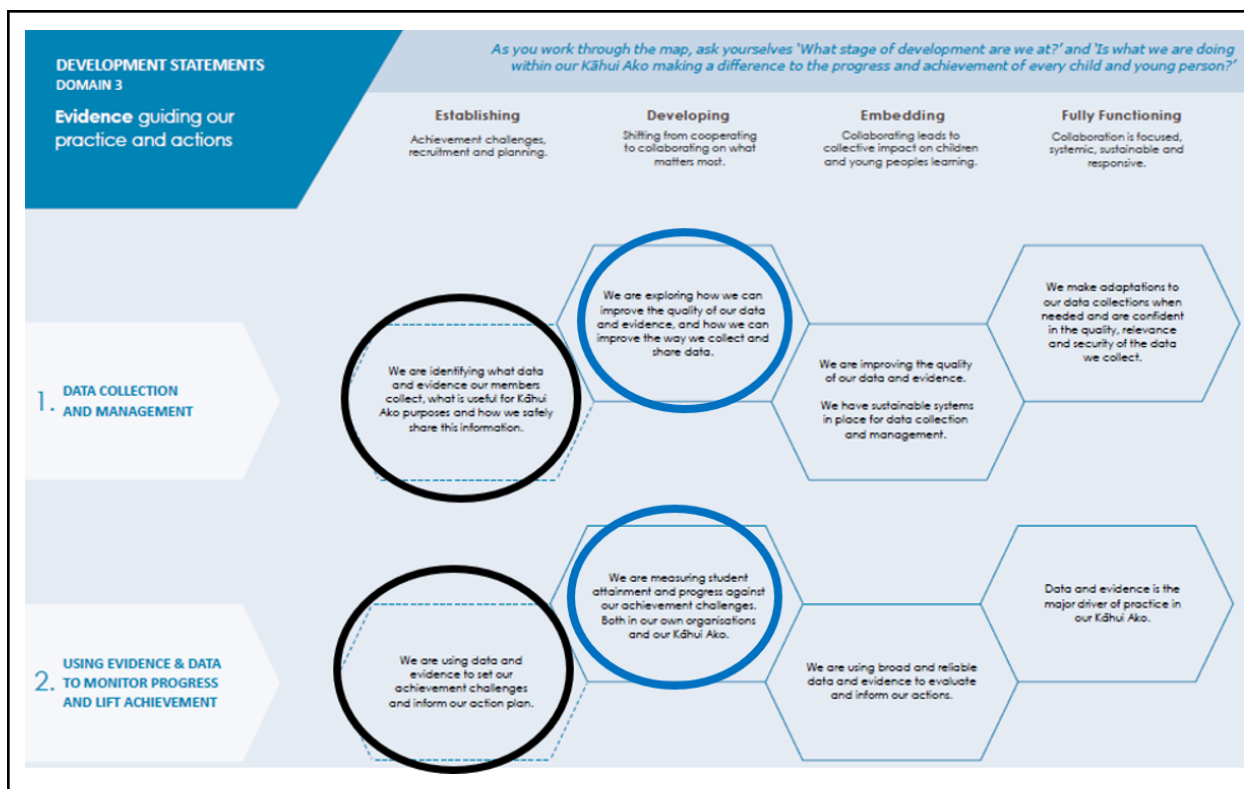 As you work through the map, ask yourselves 'What stage of development are we at?' and 'Is what we are doing
within our Kāhui Ako making a difference to the progress and achievement of every child and young person?'
DEVELOPMENT STATEMENTS
DOMAIN 3
Evidence guiding our
practice and actions
Establishing
Achievement challenges,
recruitment and planning.
Developing
Shifting from cooperating
to collaborating on what
matters most.
Embedding
Collaborating leads to
collective impact on children
and young peoples learning.
Fully Functioning
Collaboration is focused,
systemic, sustainable and
responsive.
1. DATA COLLECTION
AND MANAGEMENT
We are identifying what data
and evidence our members
collect, what is useful for Kāhui
Ako purposes and how we safely
share this information.
We are exploring how we can
improve the quality of our data
and evidence, and how we can
improve the way we collect and
share data.
We are improving the quality
of our data and evidence.
We have sustainable systems
in place for data collection
and management.
We make adaptations to
our data collections when
needed and are confident
in the quality, relevance
and security of the data
we collect.
2. USING EVIDENCE & DATA
TO MONITOR PROGRESS
AND LIFT ACHIEVEMENT
We are using data and
evidence to set our
achievement challenges
and inform our action plan.
We are measuring student
attainment and progress against
our achievement challenges.
Both in our own organisations
and our Kāhui Ako.
We are using broad and reliable
data and evidence to evaluate
and inform our actions.
Data and evidence is the
major driver of practice in
our Kāhui Ako.